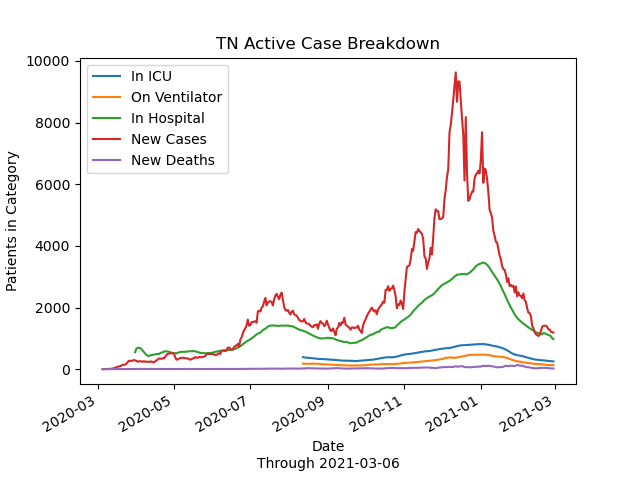 TN Active Case Breakdown
In ICU
On Ventilator
In Hospital
New Cases
New Deaths
Patients in Category
10000
8000
6000
4000
2000
0
2020-03
2020-05
2020-07
2020-09
2020-11
2021-01
2021-03
Date
Through 2021-03-06